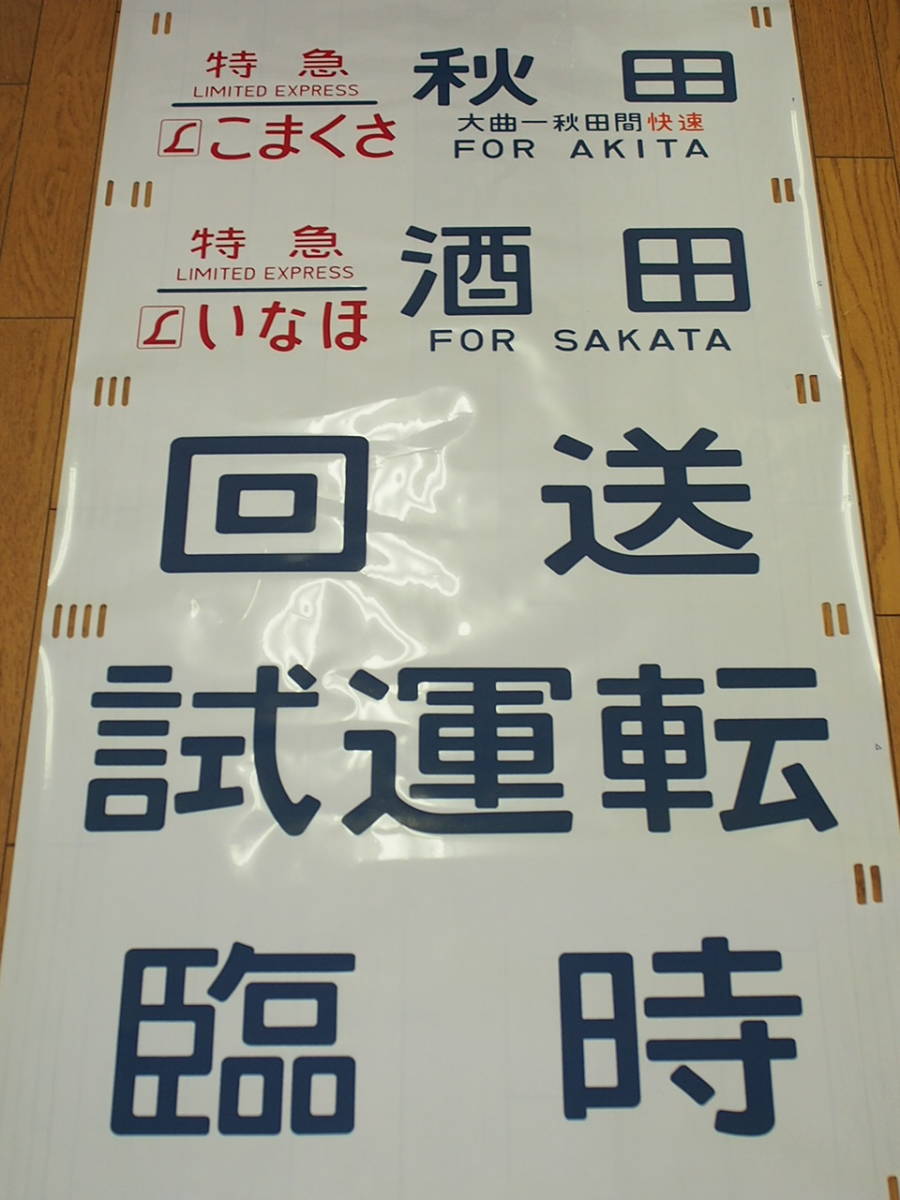 特急 秋田
LIMITED EXPRESS
大曲ー秋田間快速
Lこまくさ FOR AKITA
特急 酒田
LIMITED EXPRESS
Lいなほ FOR SAKATA
回送
試運転
臨時